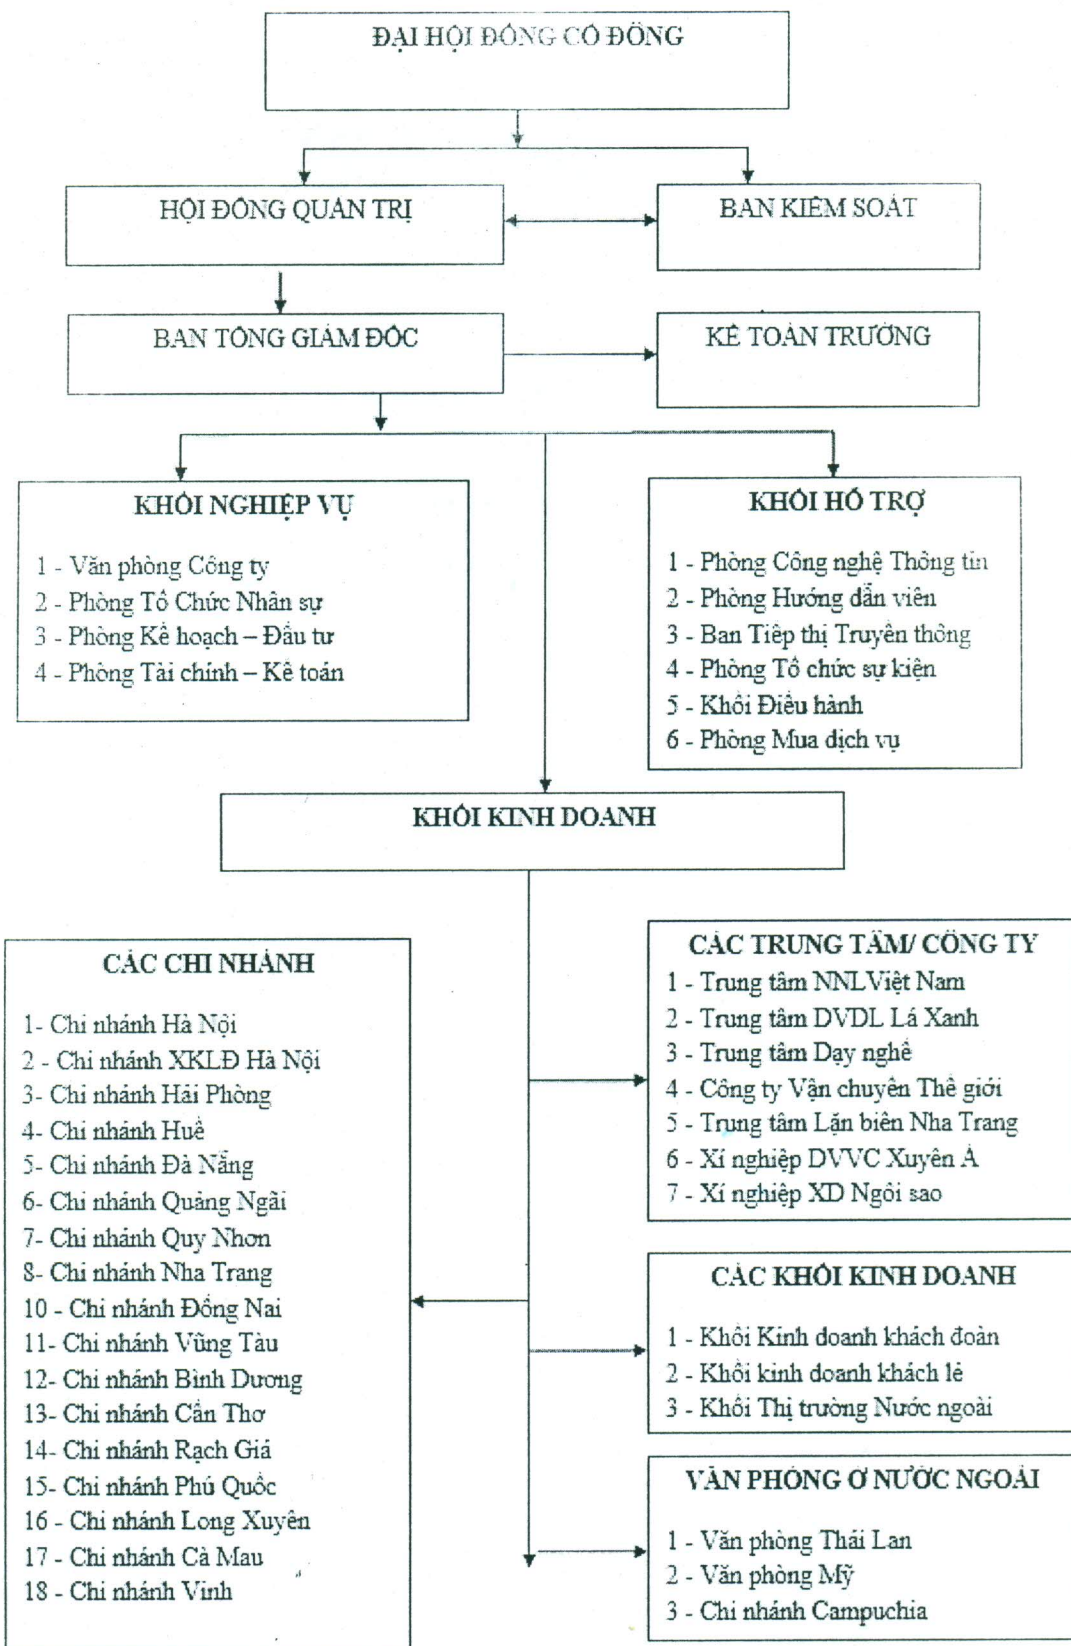 ĐẠI HỘI ĐỒNG CỔ ĐÔNG
HỘI ĐỒNG QUẢN TRỊ
BAN KIỂM SOÁT
BAN TỔNG GIÁM ĐỐC
KẾ TOÁN TRƯỞNG
KHỐI NGHIỆP VỤ
1 - Văn phòng Công ty
2 - Phòng Tổ Chức Nhân sự
3 - Phòng Kế hoạch – Đầu tư
4 - Phòng Tài chính – Kế toán
KHỐI HỖ TRỢ
1 - Phòng Công nghệ Thông tin
2 - Phòng Hướng dẫn viên
3 - Ban Tiếp thị Truyền thông
4 - Phòng Tổ chức sự kiện
5 - Khối Điều hành
6 - Phòng Mua dịch vụ
KHỐI KINH DOANH
CÁC CHI NHÁNH
1- Chi nhánh Hà Nội
2 - Chi nhánh XKLĐ Hà Nội
3- Chi nhánh Hải Phòng
4- Chi nhánh Huế
5- Chi nhánh Đà Nẵng
6- Chi nhánh Quảng Ngãi
7- Chi nhánh Quy Nhơn
8- Chi nhánh Nha Trang
10 - Chi nhánh Đồng Nai
11- Chi nhánh Vũng Tàu
12- Chi nhánh Bình Dương
13- Chi nhánh Cần Thơ
14- Chi nhánh Rạch Giá
15- Chi nhánh Phú Quốc
16 - Chi nhánh Long Xuyên
17 - Chi nhánh Cà Mau
18 - Chi nhánh Vinh
CÁC TRUNG TÂM/ CÔNG TY
1 - Trung tâm NNLViệt Nam
2 - Trung tâm DVDL Lá Xanh
3 - Trung tâm Dạy nghề
4 - Công ty Vận chuyển Thế giới
5 - Trung tâm Lặn biển Nha Trang
6 - Xí nghiệp DVVC Xuyên Á
7 - Xí nghiệp XD Ngôi sao
CÁC KHỐI KINH DOANH
1 - Khối Kinh doanh khách đoàn
2 - Khối kinh doanh khách lẻ
3 - Khối Thị trường Nước ngoài
VĂN PHÒNG Ở NƯỚC NGOÀI
1 - Văn phòng Thái Lan
2 - Văn phòng Mỹ
3 - Chi nhánh Campuchia